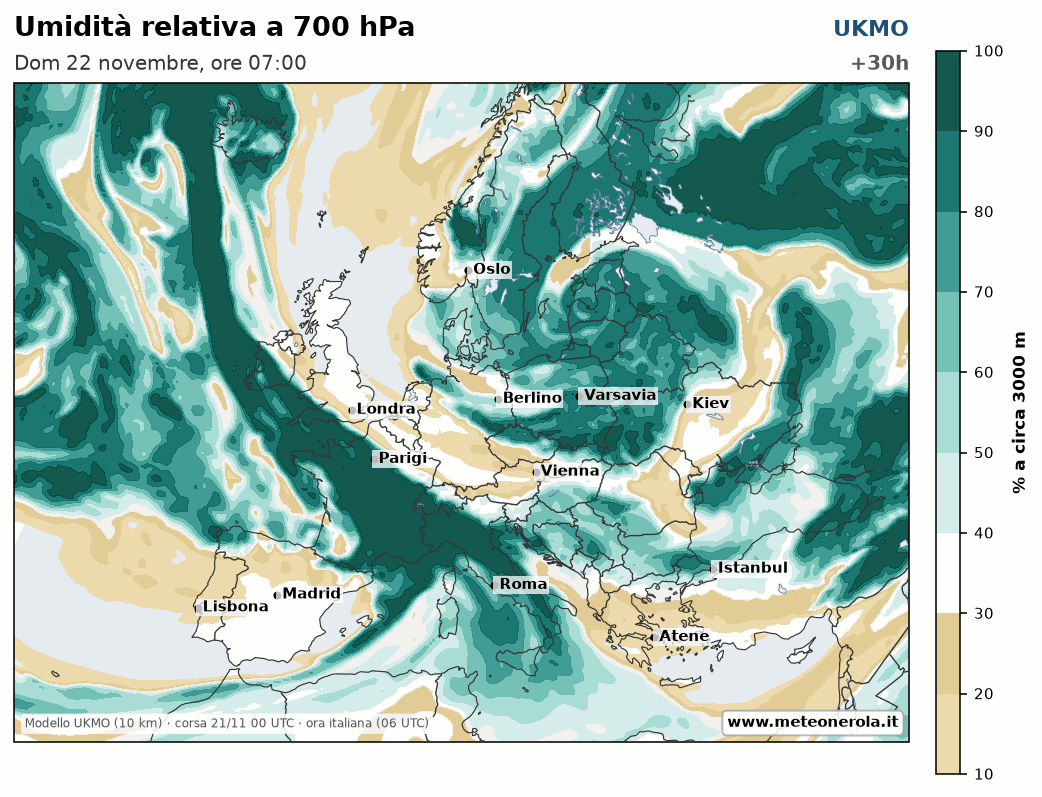 Umidità relativa a 700 hPa
UKMO
Dom 22 novembre, ore 07:00
+30h
100
90
80
70
60
50
40
30
20
10
% a circa 3000 m
Oslo
Berlino
Varsavia
Kiev
Londra
Parigi
Vienna
Istanbul
Roma
Madrid
Lisbona
Atene
Modello UKMO (10 km) · corsa 21/11 00 UTC · ora italiana (06 UTC)
www.meteonerola.it